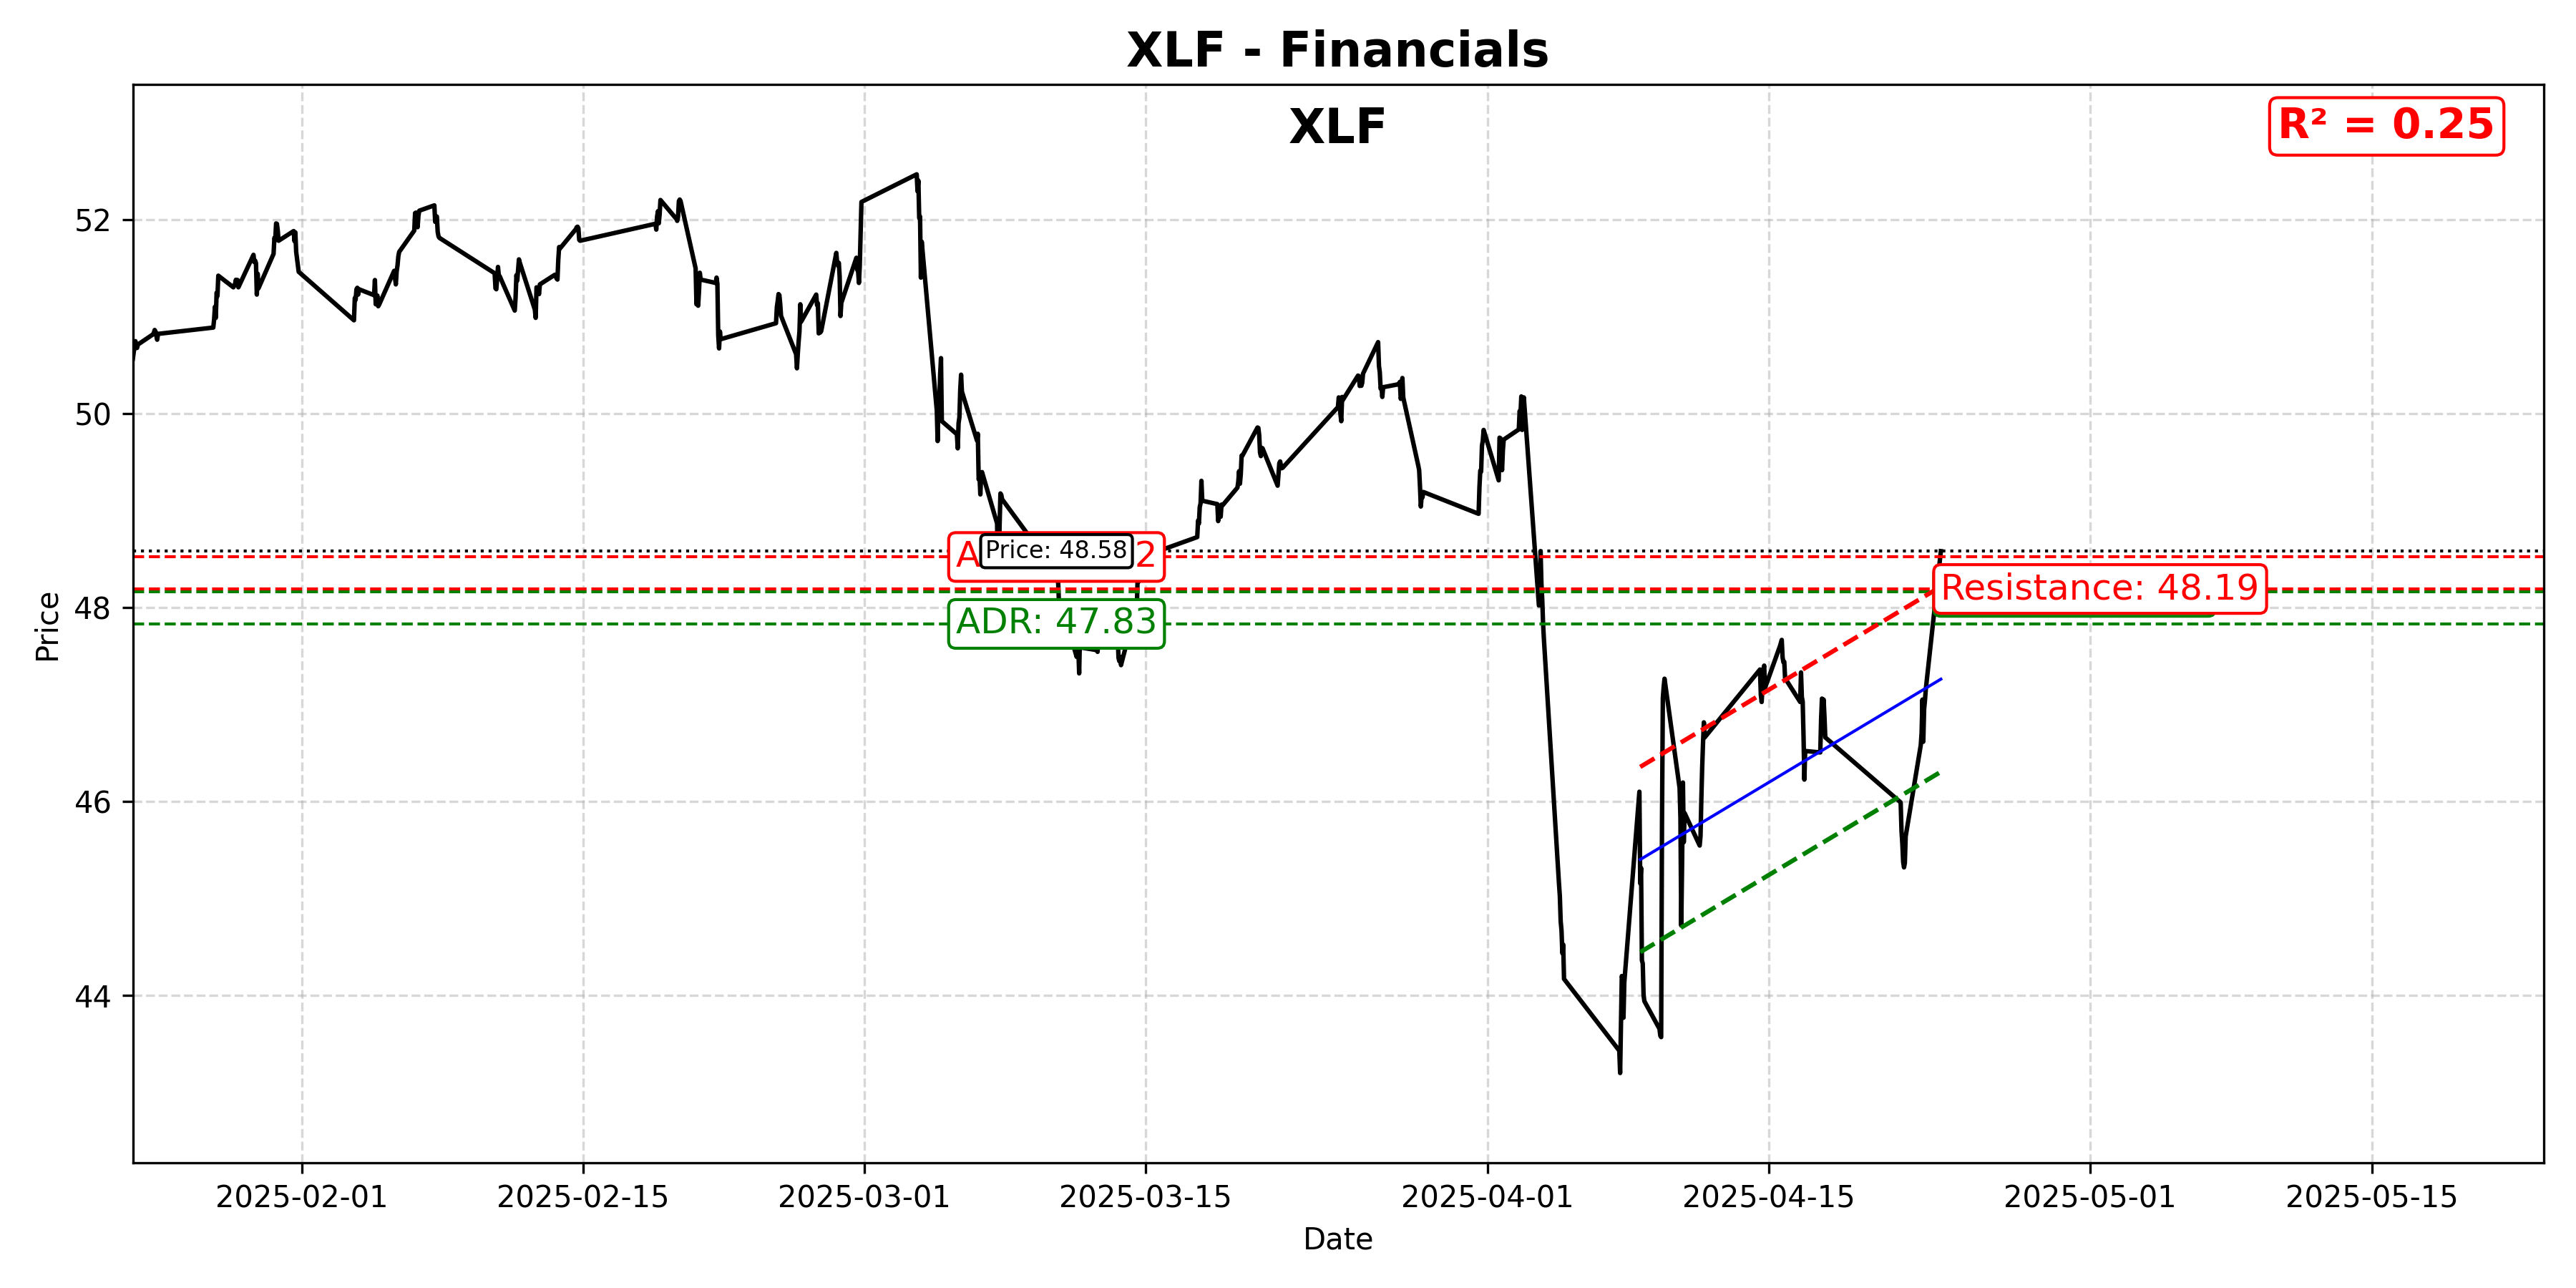 XLF - Financials
XLF
R² = 0.25
52
50
48
46
44
Price
Price: 48.58
ADR: 47.83
Resistance: 48.19
2025-02-01
2025-02-15
2025-03-01
2025-03-15
2025-04-01
2025-04-15
2025-05-01
2025-05-15
Date